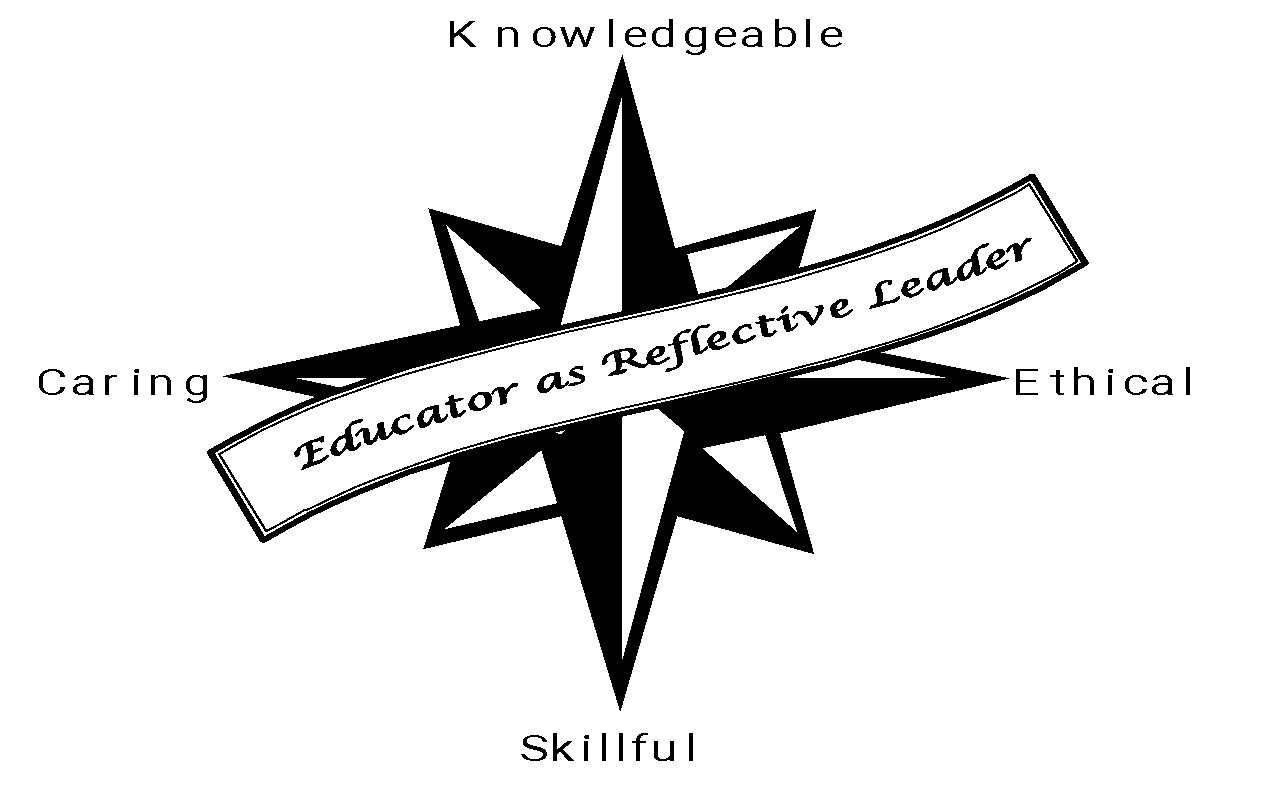 Knowledgeable
Educator as Reflective Leader
Caring
Ethical
Skillful